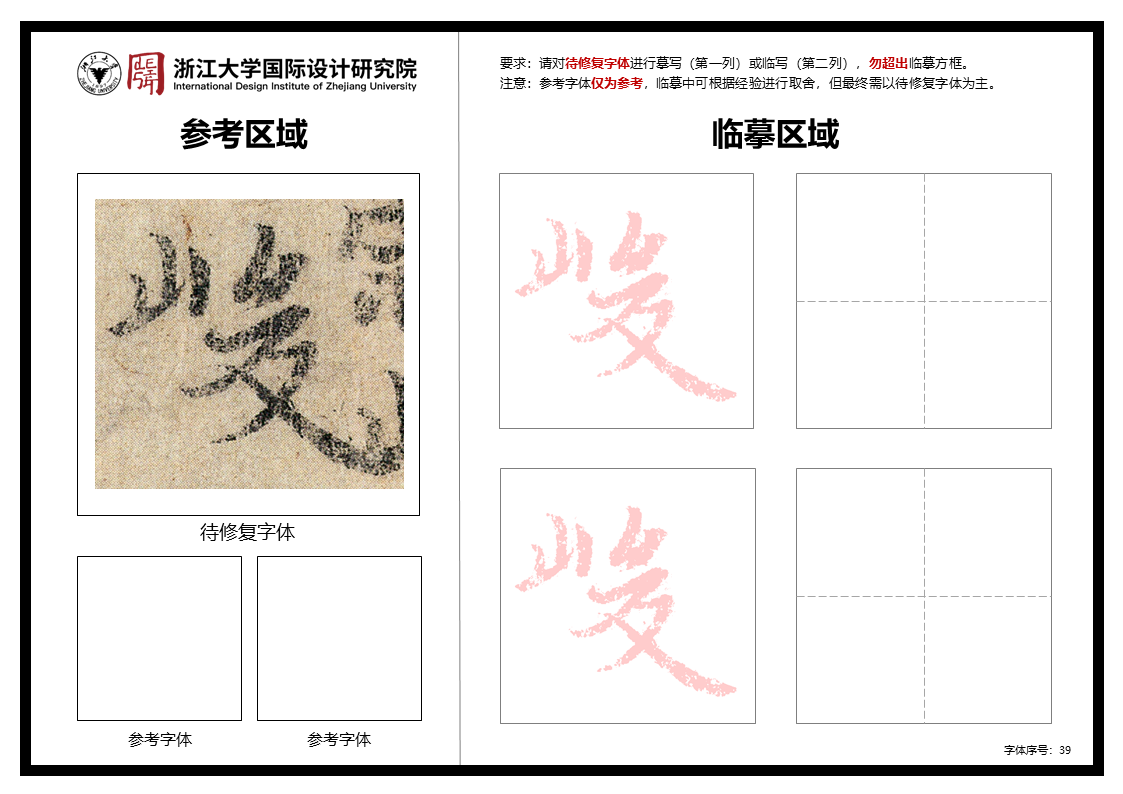 浙江大学国际设计研究院
International Design Institute of Zhejiang University
要求：请对待修复字体进行摹写（第一列）或临写（第二列），勿超出临摹方框。
注意：参考字体仅为参考，临摹中可根据经验进行取舍，但最终需以待修复字体为主。
参考区域
临摹区域
峻
待修复字体
参考字体
参考字体
峻
峻
字体序号：39